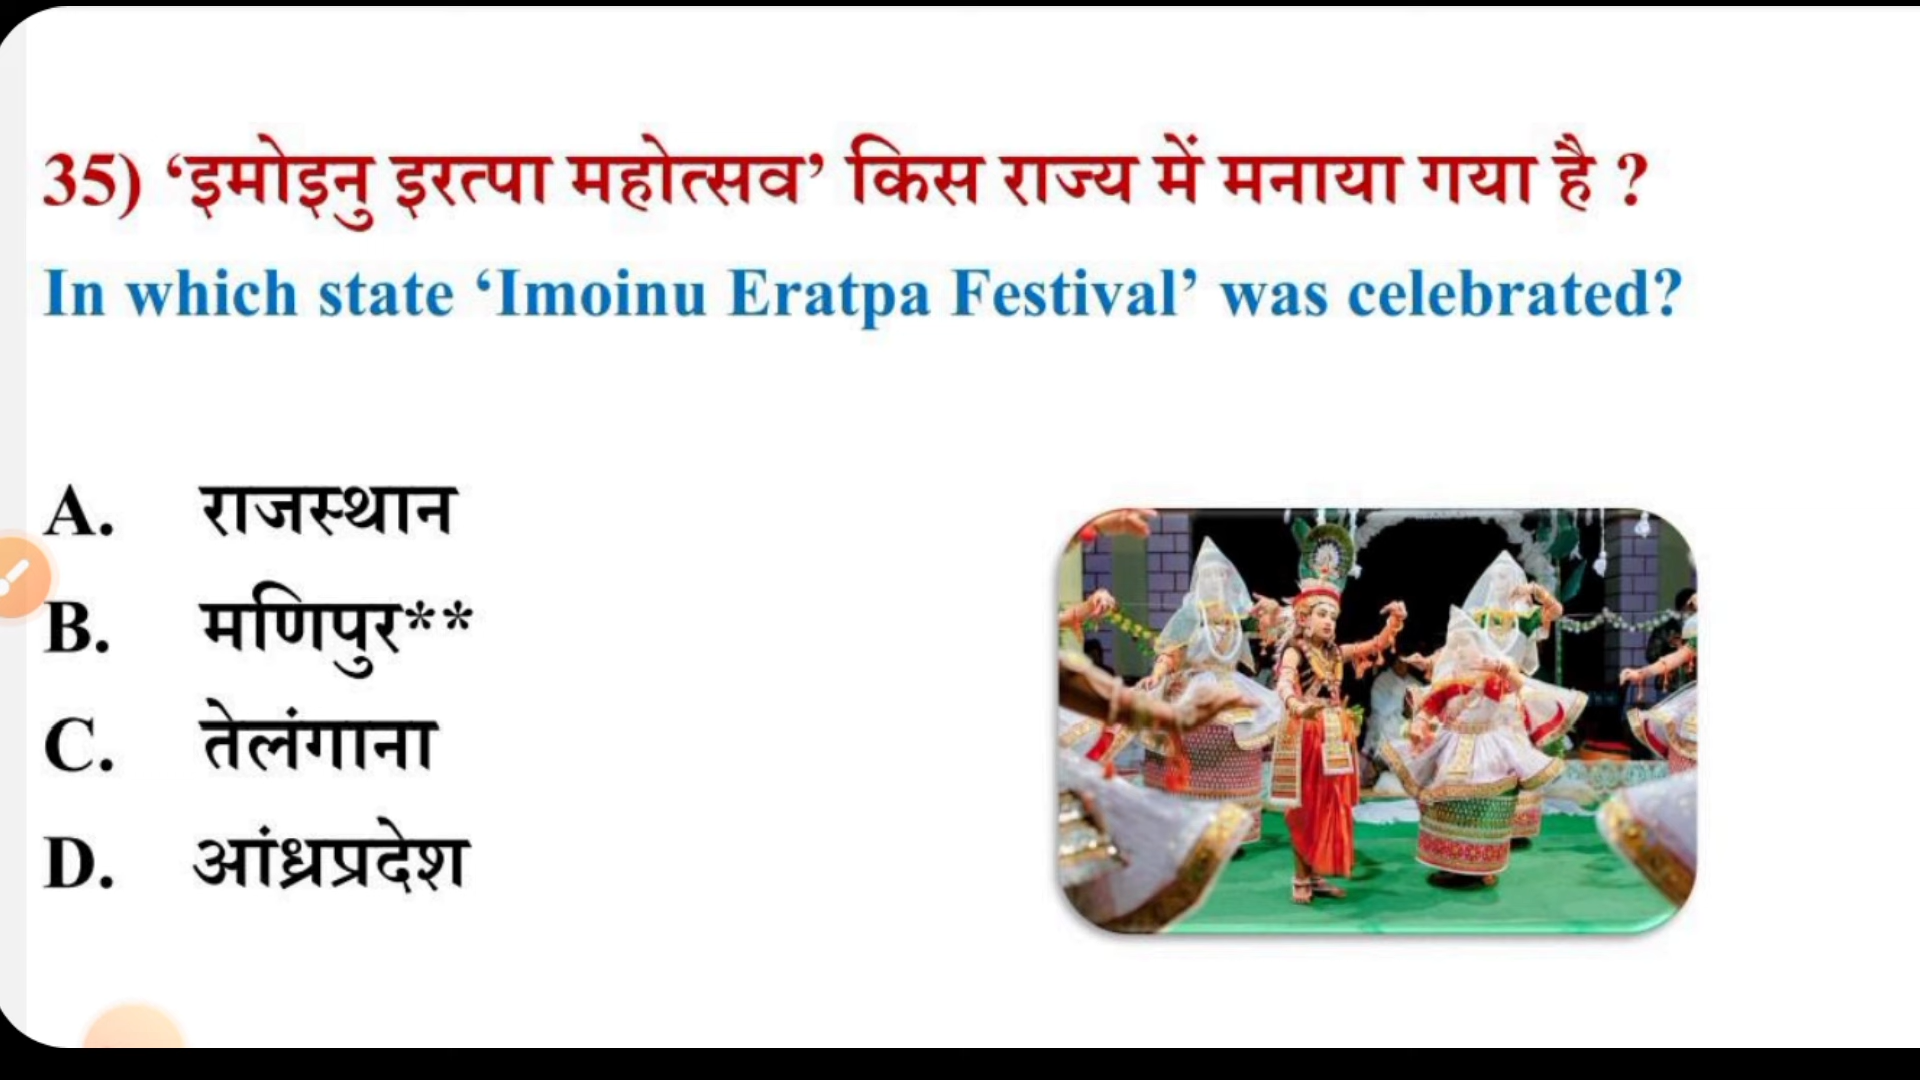 35) ‘इमोइनु इरत्पा महोत्सव’ किस राज्य में मनाया गया है ?
In which state ‘Imoinu Eratpa Festival’ was celebrated?
A. राजस्थान
B. मणिपुर**
C. तेलंगाना
D. आंध्रप्रदेश